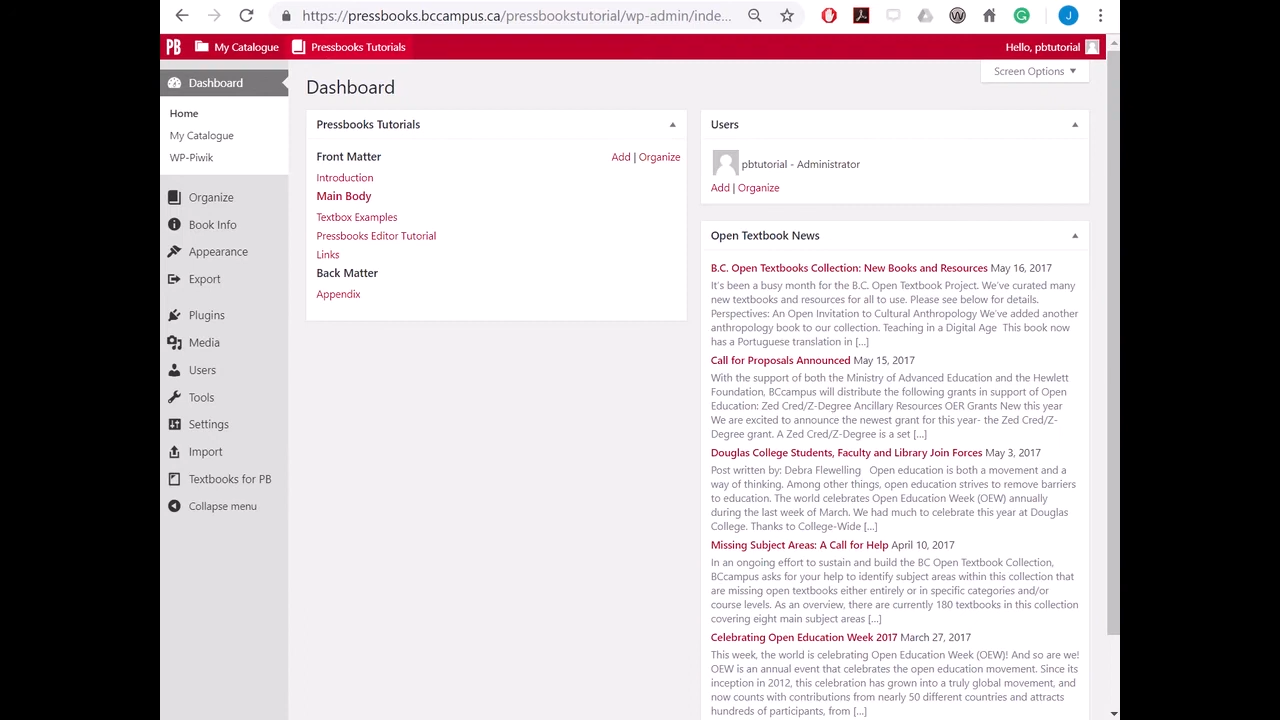 https://pressbooks.bccampus.ca/pressbookstutorial/wp-admin/inde...
PB My Catalogue Pressbooks Tutorials Hello, pbtutorial
Screen Options
Dashboard
Home
My Catalogue
WP-Piwik
Organize
Book Info
Appearance
Export
Plugins
Media
Users
Tools
Settings
Import
Textbooks for PB
Collapse menu
Dashboard
Pressbooks Tutorials
Front Matter Add | Organize
Introduction
Main Body
Textbox Examples
Pressbooks Editor Tutorial
Links
Back Matter
Appendix
Users
pbtutorial - Administrator
Add | Organize
Open Textbook News
B.C. Open Textbooks Collection: New Books and Resources May 16, 2017
It's been a busy month for the B.C. Open Textbook Project. We've curated many
new textbooks and resources for all to use. Please see below for details.
Perspectives: An Open Invitation to Cultural Anthropology We've added another
anthropology book to our collection. Teaching in a Digital Age This book now
has a Portuguese translation in […]
Call for Proposals Announced May 15, 2017
With the support of both the Ministry of Advanced Education and the Hewlett
Foundation, BCcampus will distribute the following grants in support of Open
Education: Zed Cred/Z-Degree Ancillary Resources OER Grants New this year
We are excited to announce the newest grant for this year- the Zed Cred/Z-
Degree grant. A Zed Cred/Z-Degree is a set […]
Douglas College Students, Faculty and Library Join Forces May 3, 2017
Post written by: Debra Flewelling Open education is both a movement and a
way of thinking. Among other things, open education strives to remove barriers
to education. The world celebrates Open Education Week (OEW) annually
during the last week of March. We had much to celebrate this year at Douglas
College. Thanks to College-Wide […]
Missing Subject Areas: A Call for Help April 10, 2017
In an ongoing effort to sustain and build the BC Open Textbook Collection,
BCcampus asks for your help to identify subject areas within this collection that
are missing open textbooks either entirely or in specific categories and/or
course levels. As an overview, there are currently 180 textbooks in this collection
covering eight main subject areas […]
Celebrating Open Education Week 2017 March 27, 2017
This week, the world is celebrating Open Education Week (OEW)! And so are we!
OEW is an annual event that celebrates the open education movement. Since its
inception in 2012, this celebration has grown into a truly global movement, and
now counts with contributions from nearly 50 different countries and attracts
hundreds of participants, from […]